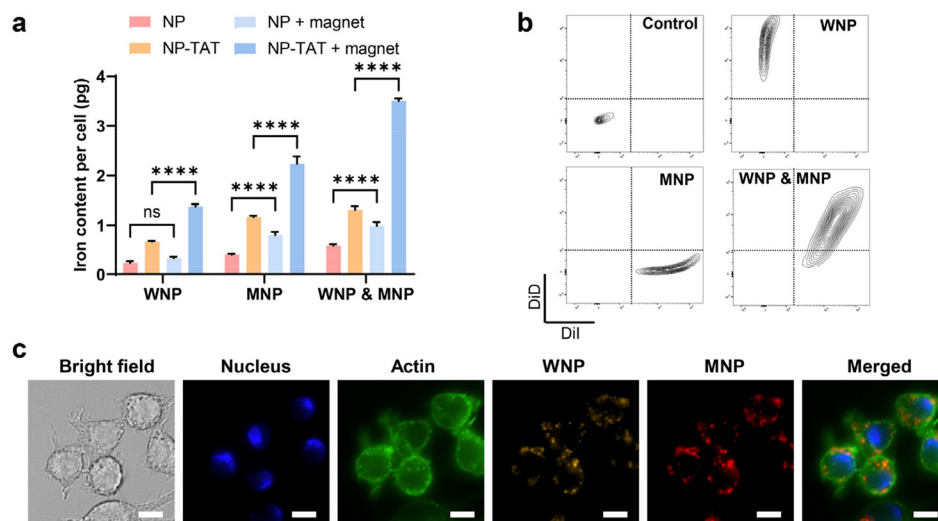 a
NP
NP + magnet
NP-TAT
NP-TAT + magnet
Iron content per cell (pg)
4
3
2
1
0
ns
****
****
****
****
****
WNP
MNP
WNP & MNP
b
Control
WNP
MNP
WNP & MNP
DiD
DiI
c
Bright field
Nucleus
Actin
WNP
MNP
Merged